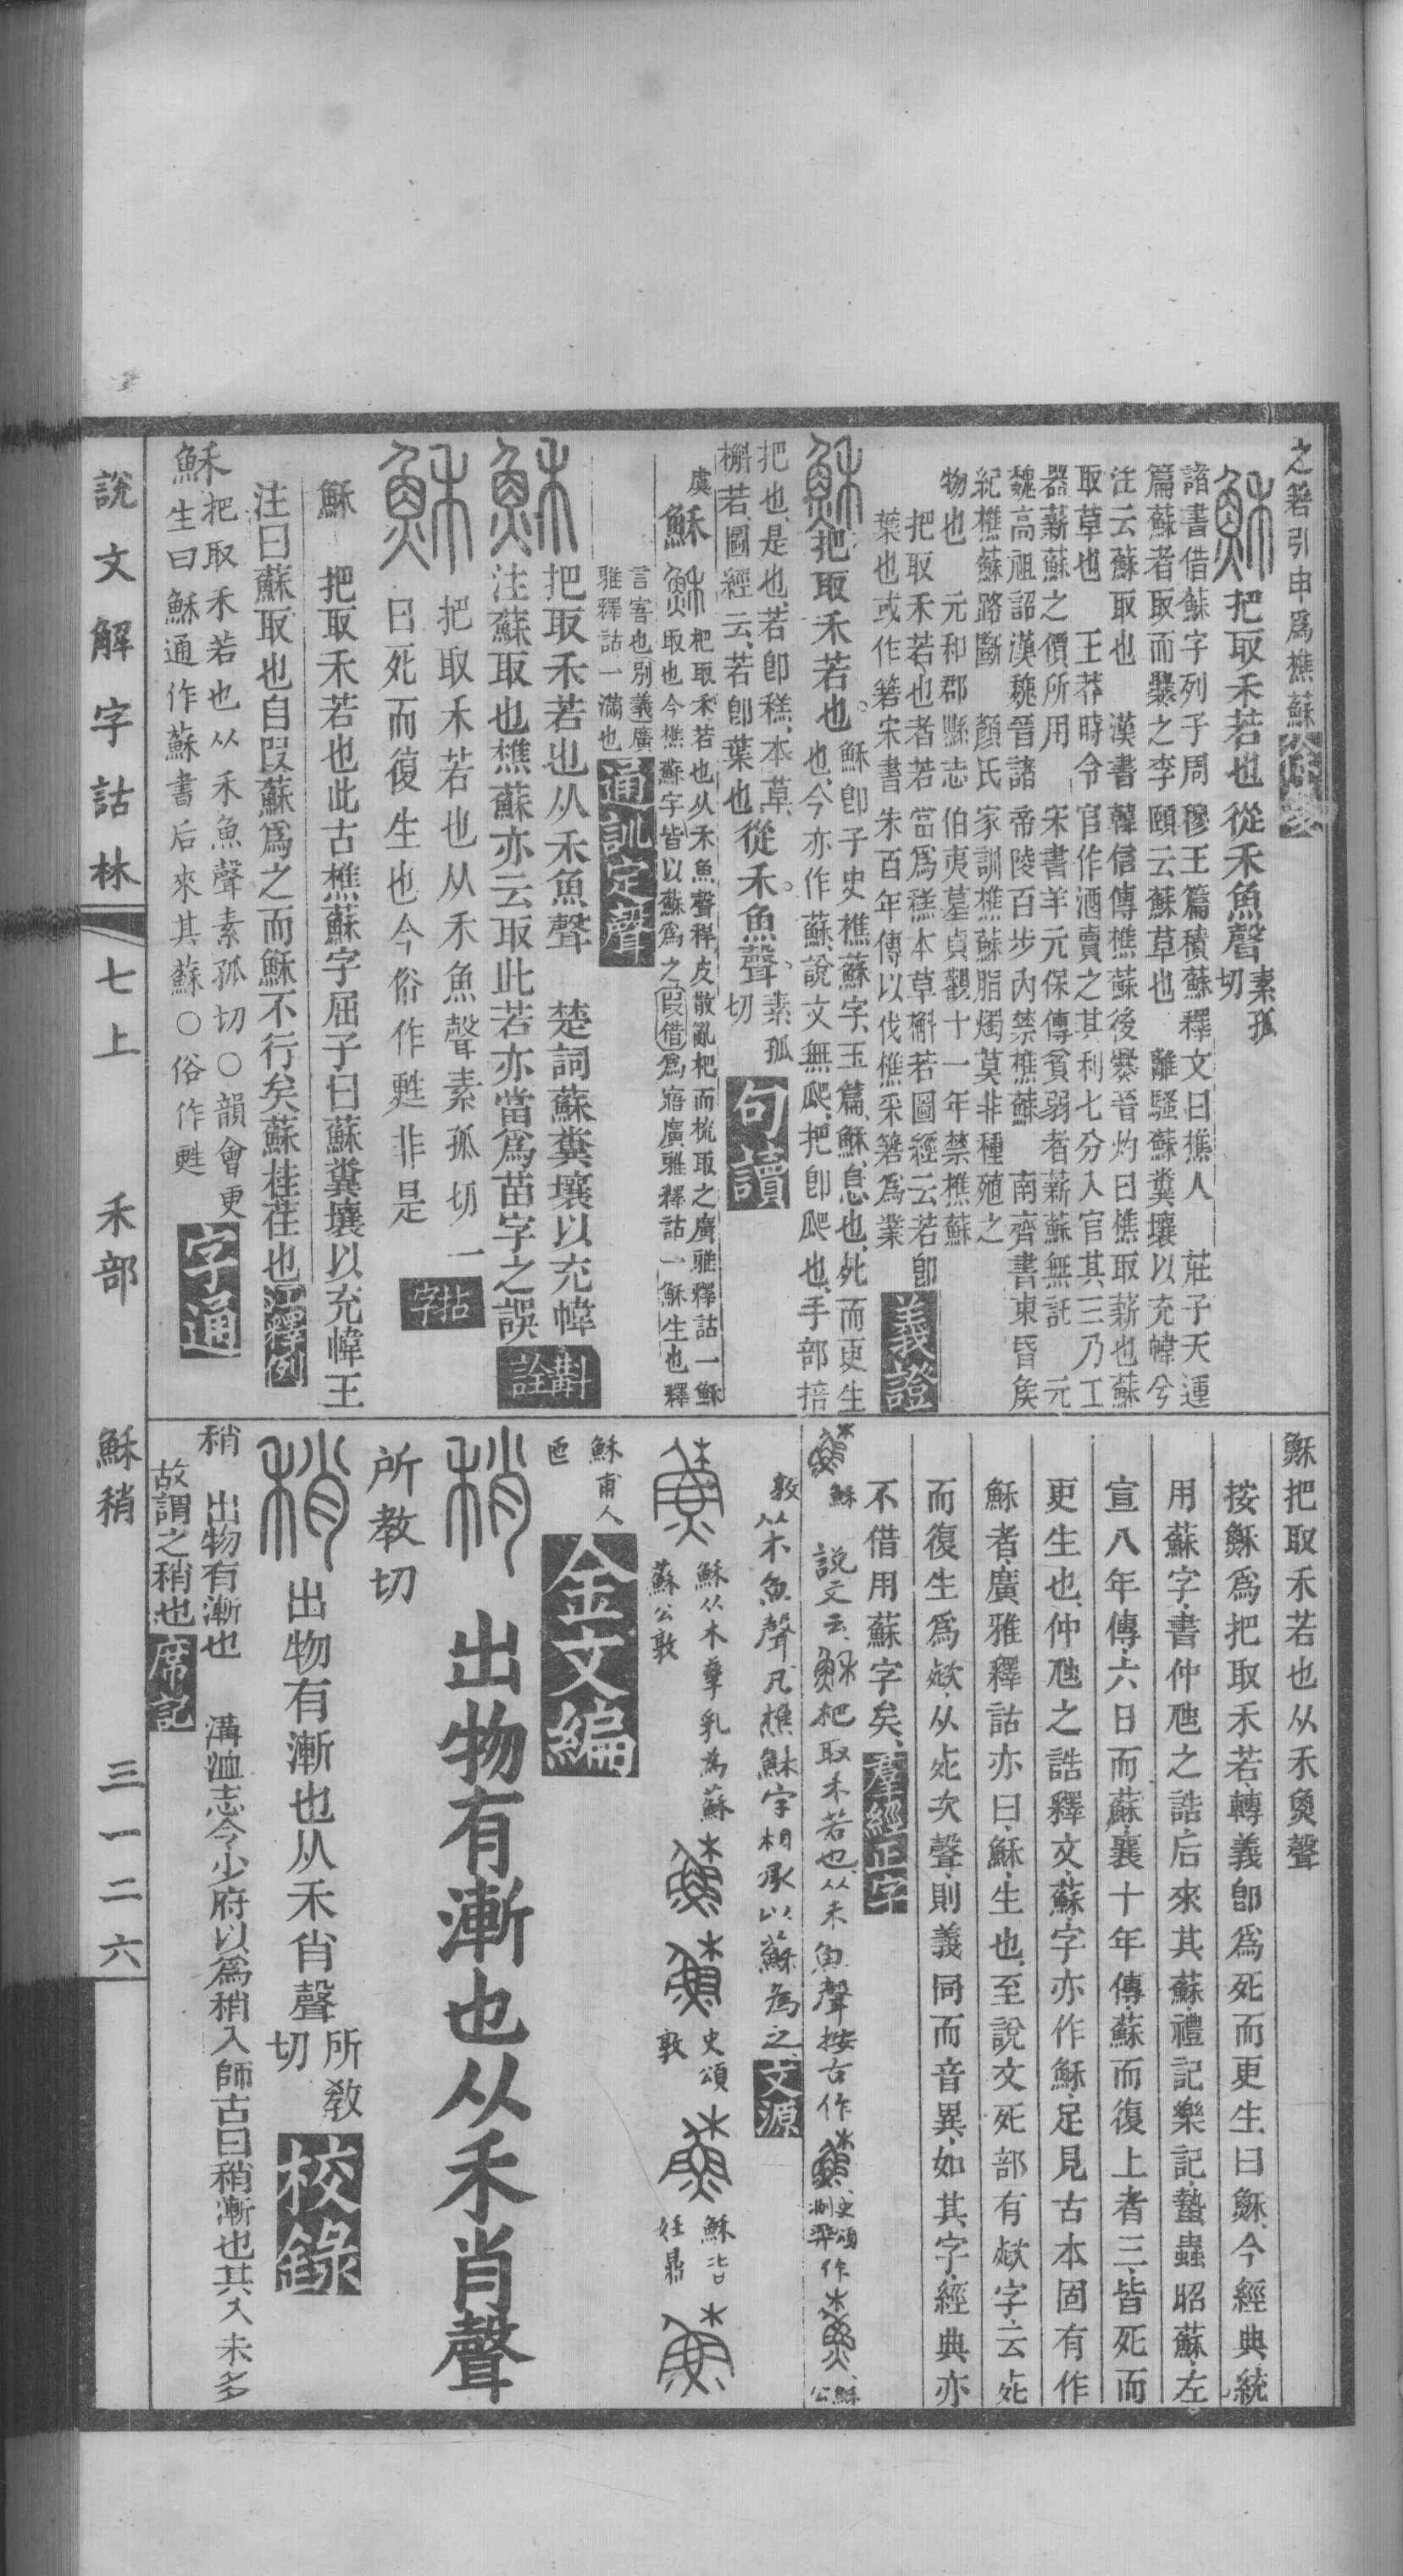 之箬引申爲樵蘇
穌把取禾若也從禾魚聲素孤切
諸書借蘇字列子周穆王篇積蘇釋文曰樵人 莊子天運
篇蘇者取而爨之李頤云蘇草也 離騷蘇糞壤以充幃兮
注云蘇取也 漢書韓信傳樵蘇後爨晉灼曰樵取薪也蘇
取草也 王莽時令官作酒賣之其利七分入官其三乃工
器薪蘇之價所用 宋書羊元保傳貧弱者薪蘇無託 元
魏高祖詔漢魏晉諸帝陵百步內禁樵蘇 南齊書東昏矦
紀樵蘇路斷 顏氏家訓樵蘇脂燭莫非種殖之
物也 元和郡縣志伯夷墓貞觀十一年禁樵蘇
把取禾若也者若當爲䅵本草槲若圖經云若卽
葉也或作箬宋書朱百年傳以伐樵采箬爲業
義證
穌把取禾若也。穌卽子史樵蘇字、玉篇、穌、息也、死而更生
也、今亦作蘇、說文無爬、把卽爬也、手部掊
把也、是也、若卽䅵、本草
槲若、圖經云、若卽葉也從禾。魚聲。素孤切
句讀
虞穌 穌把取禾若也从禾魚聲稈皮散亂杷而梳取之廣雅釋詁一穌
取也今樵蘇字皆以蘇爲之叚借爲寤廣雅釋詁一穌生也釋
言寤也別義廣
雅釋詁一滿也
通訓定聲
穌把取禾若也从禾魚聲 楚詞蘇糞壤以充幃
注蘇取也樵蘇亦云取此若亦當爲苗字之誤
斠詮
穌把取禾若也从禾魚聲素孤切 一
曰死而復生也今俗作甦非是
拈字
穌 把取禾若也此古樵蘇字屈子曰蘇糞壤以充幃王
注曰蘇取也自叚蘇爲之而穌不行矣蘇桂荏也
江釋例
穌把取禾若也从禾魚聲素孤切○韻會更
生曰穌通作蘇書后來其蘇○俗作甦
字通
穌把取禾若也从禾奠聲
按穌爲把取禾若、轉義卽爲死而更生曰穌、今經典統
用蘇字、書仲虺之誥、后來其蘇、禮記樂記、蟄蟲昭蘇、左
宣八年傳、六日而蘇、襄十年傳、蘇而復上者三、皆死而
更生也、仲虺之誥釋文、蘇字亦作穌、足見古本固有作
穌者、廣雅釋詁亦曰、穌、生也、至說文死部有㱔字、云𣦸
而復生爲㱔、从𣦸次聲、則義同而音異、如其字、經典亦
不借用蘇字矣、
羣經正字
穌 說文云、穌杷取禾若也、从禾魚聲按古作史頌敦作穌公
敦从木魚聲凡樵穌字相承以蘇爲之、
文源
穌从木孳乳為蘇
蘇公敦
史頌敦
穌𣅀妊鼎
穌甫人匜
金文編
稍 出物有漸也从禾肖聲
所教切
稍出物有漸也从禾肖聲所教切
校錄
稍 出物有漸也 溝洫志令少府以為稍入師古曰稍漸也其入未多
故謂之稍也
席記
說文解字詁林 七上 禾部 穌稍 三一二六